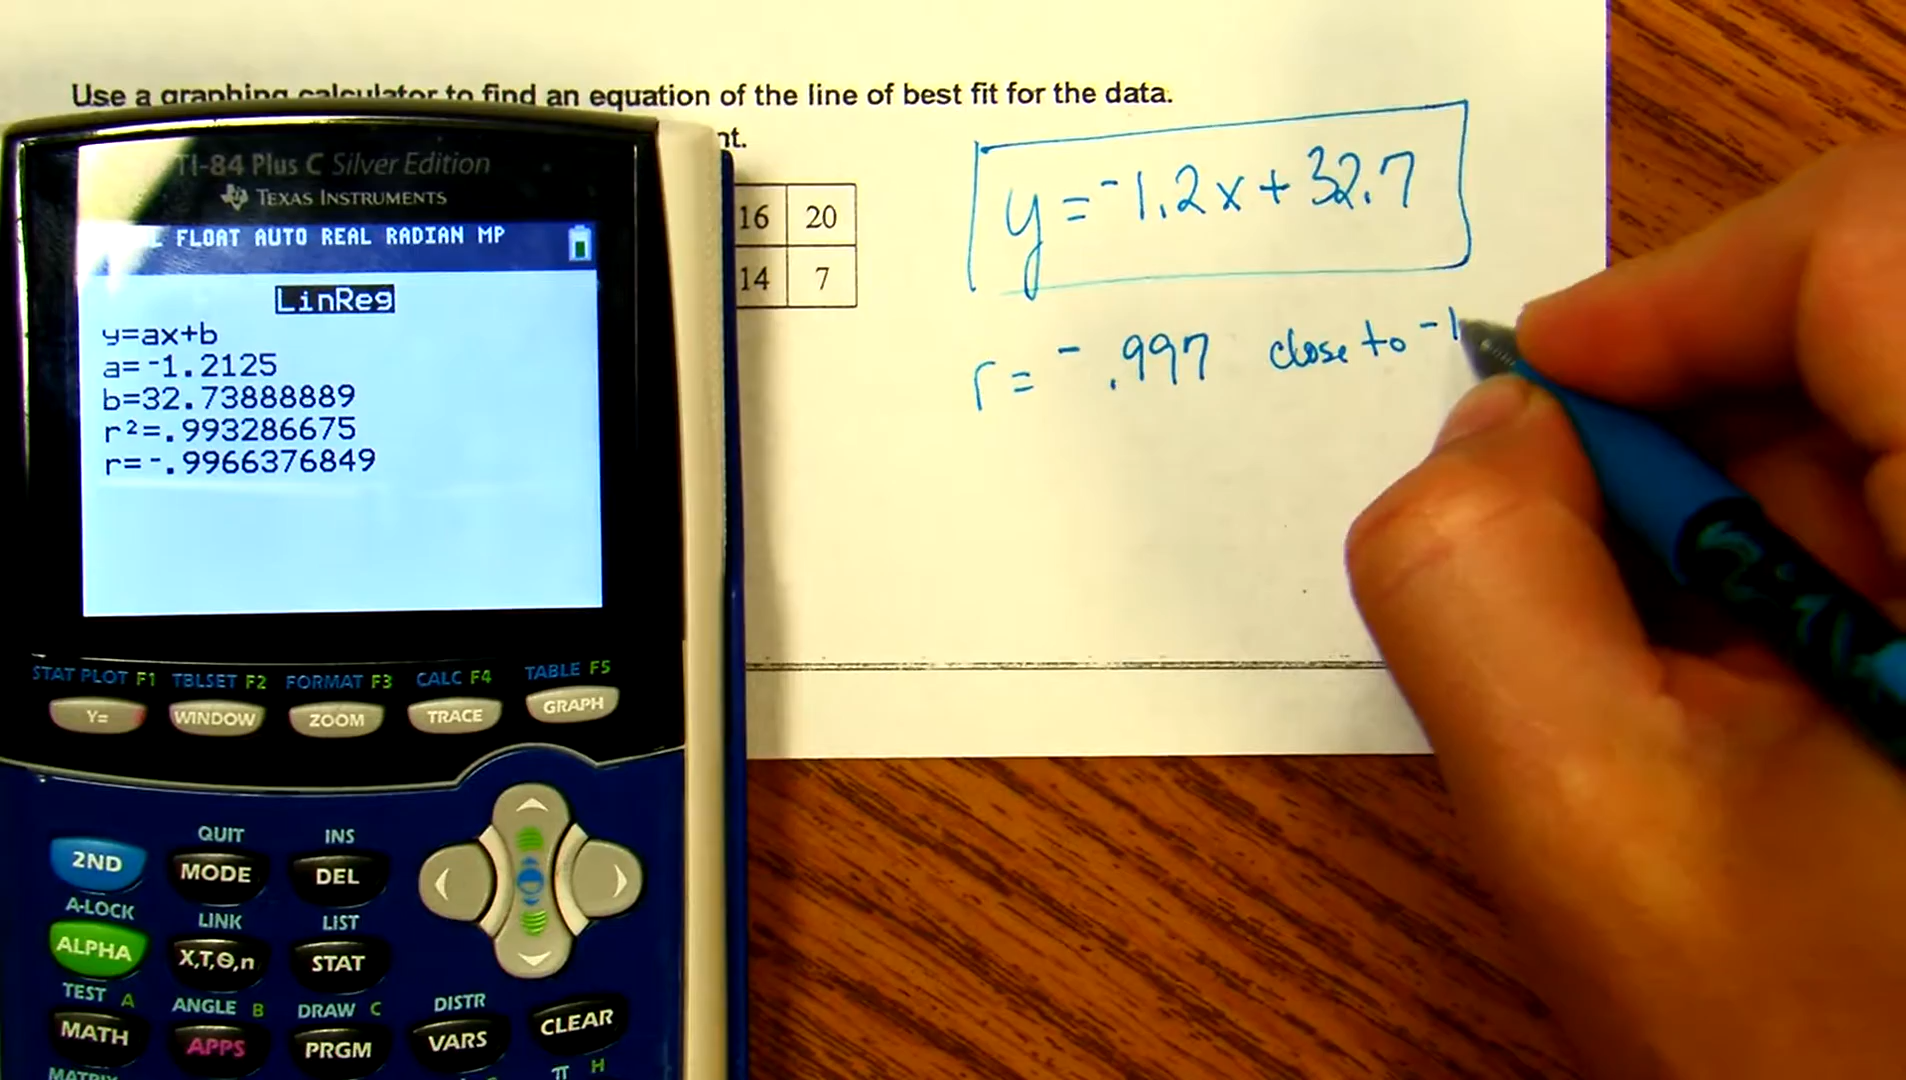 Use a graphing calculator to find an equation of the line of best fit for the data.
nt.
16 20
14 7
y = -1.2x + 32.7
r = -.997 close to -1
TI-84 Plus C Silver Edition
TEXAS INSTRUMENTS
FLOAT AUTO REAL RADIAN MP
LinReg
y=ax+b
a=-1.2125
b=32.73888889
r²=.993286675
r=-.9966376849
STAT PLOT F1 TBLSET F2 FORMAT F3 CALC F4 TABLE F5
Y= WINDOW ZOOM TRACE GRAPH
QUIT INS
2ND MODE DEL
A-LOCK LINK LIST
ALPHA X,T,Θ,n STAT
TEST A ANGLE B DRAW C DISTR
MATH APPS PRGM VARS CLEAR
MATRIX π H